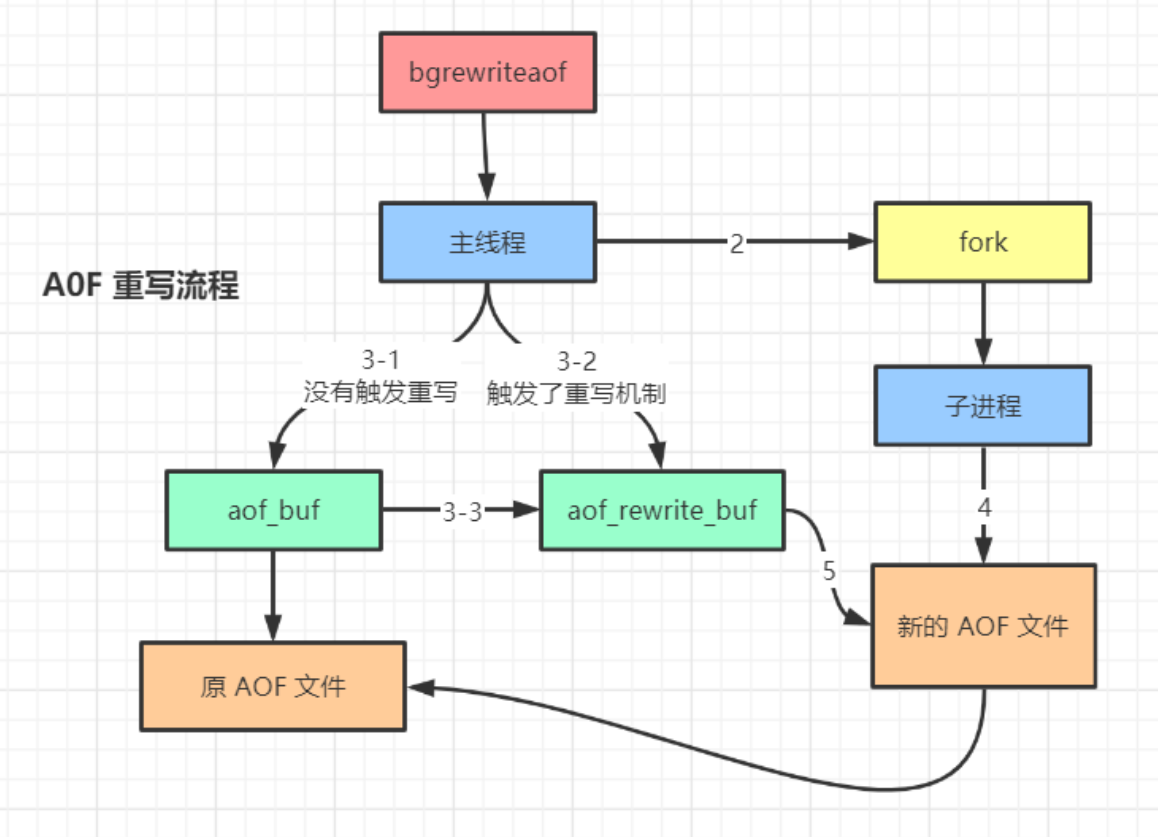 bgrewriteaof
主线程
2
fork
A0F 重写流程
3-1
没有触发重写
3-2
触发了重写机制
子进程
aof_buf
3-3
aof_rewrite_buf
4
5
新的 AOF 文件
原 AOF 文件